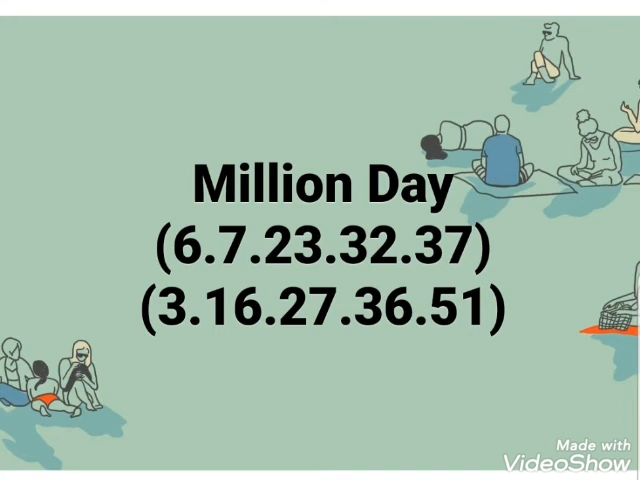 Million Day
(6.7.23.32.37)
(3.16.27.36.51)
Made with
VideoShow